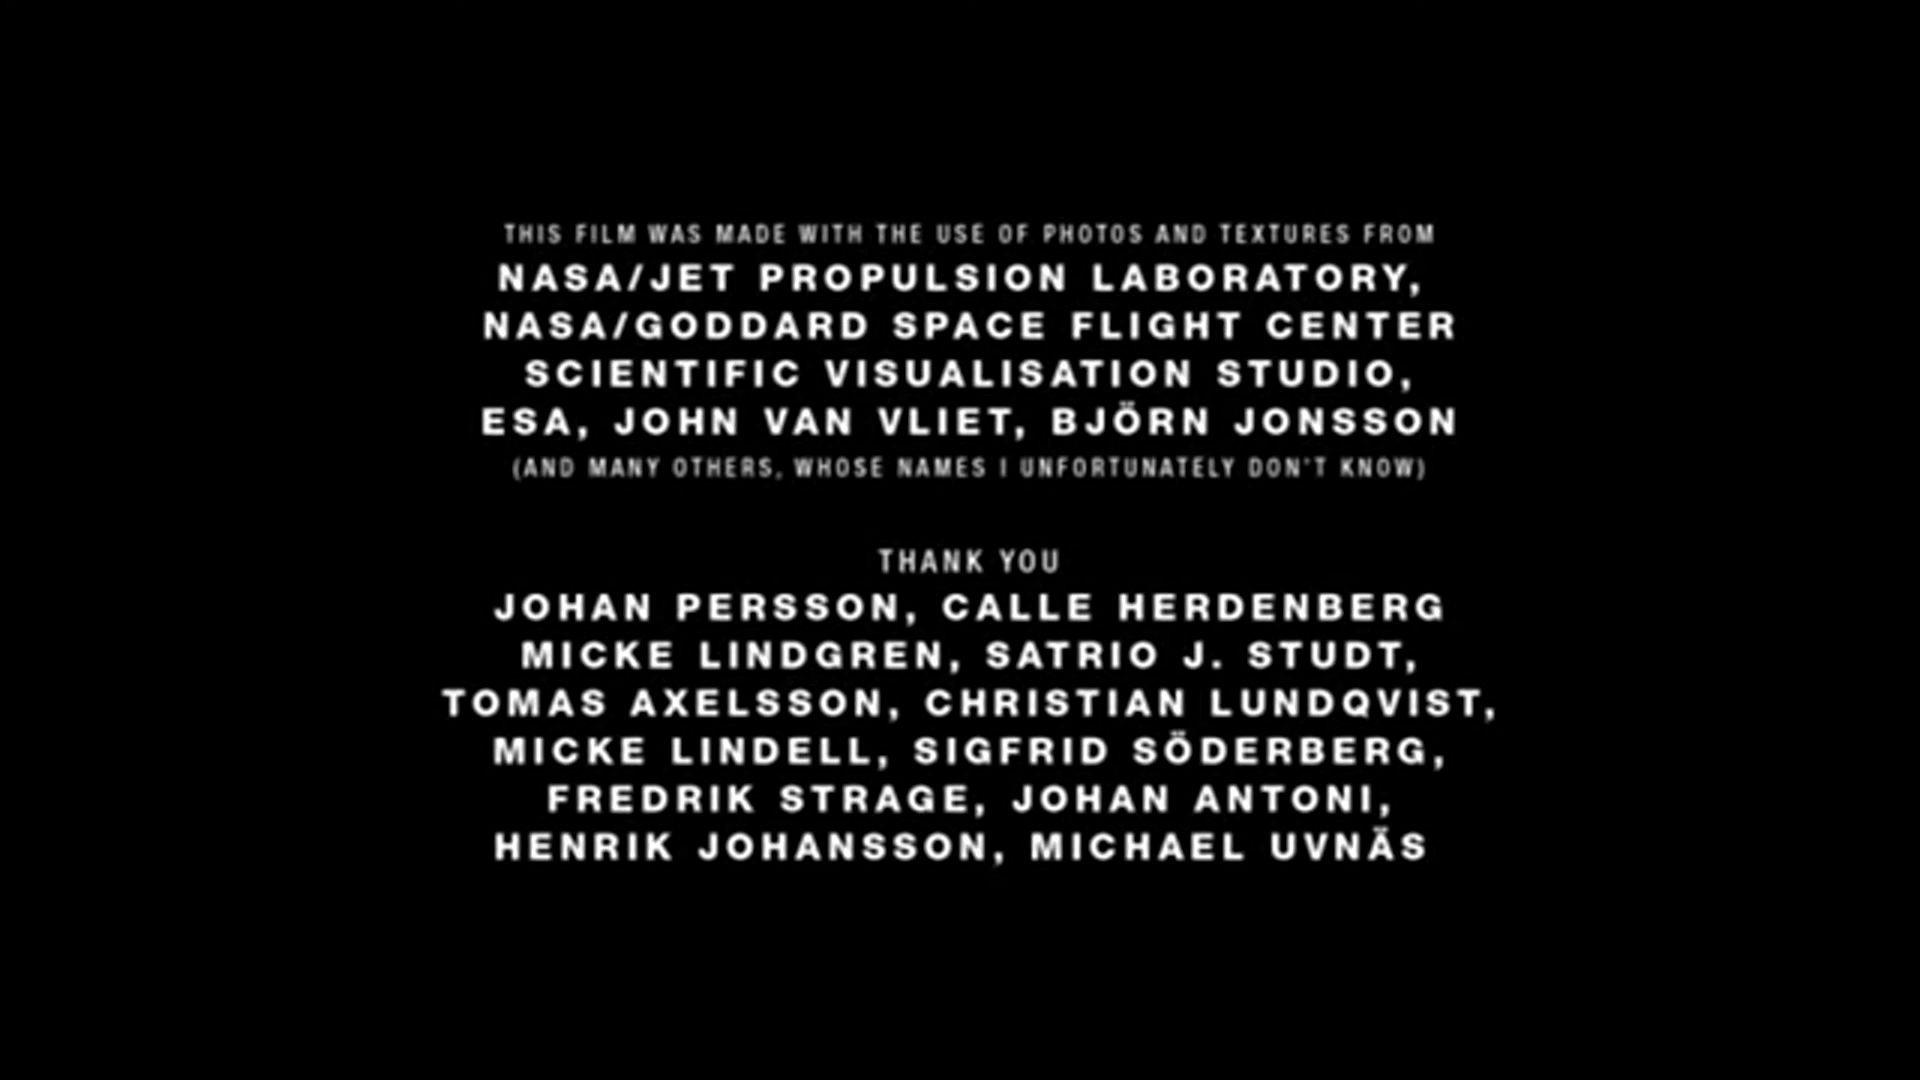 THIS FILM WAS MADE WITH THE USE OF PHOTOS AND TEXTURES FROM
NASA/JET PROPULSION LABORATORY,
NASA/GODDARD SPACE FLIGHT CENTER
SCIENTIFIC VISUALISATION STUDIO,
ESA, JOHN VAN VLIET, BJÖRN JONSSON
(AND MANY OTHERS, WHOSE NAMES I UNFORTUNATELY DON'T KNOW)
THANK YOU
JOHAN PERSSON, CALLE HERDENBERG
MICKE LINDGREN, SATRIO J. STUDT,
TOMAS AXELSSON, CHRISTIAN LUNDQVIST,
MICKE LINDELL, SIGFRID SÖDERBERG,
FREDRIK STRAGE, JOHAN ANTONI,
HENRIK JOHANSSON, MICHAEL UVNÄS